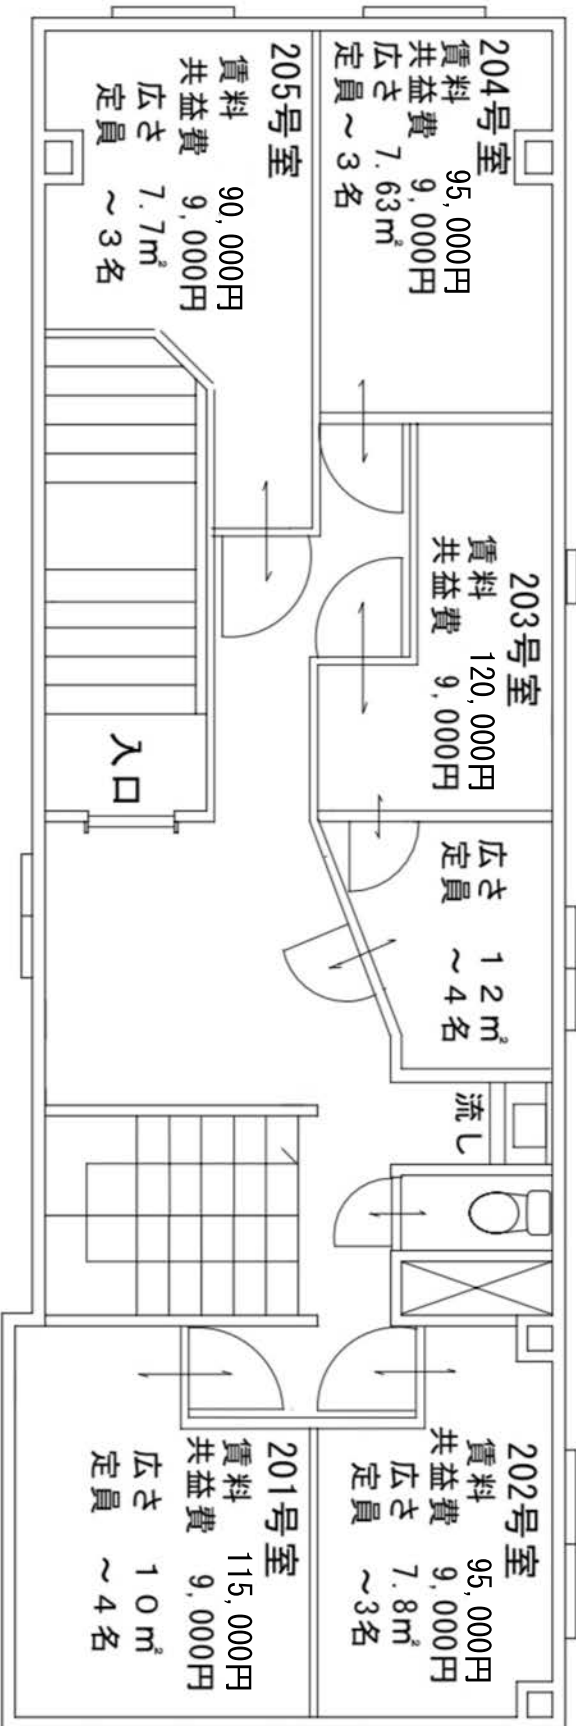 204号室
賃料　95,000円
共益費　9,000円
広さ　7.63㎡
定員～３名
205号室
賃料　90,000円
共益費　9,000円
広さ　7.7㎡
定員　～３名
203号室
賃料　120,000円
共益費　9,000円
広さ　１２㎡
定員　～４名
入口
流し
202号室
賃料　95,000円
共益費　9,000円
広さ　7.8㎡
定員　～3名
201号室
賃料　115,000円
共益費　9,000円
広さ　１０㎡
定員　～４名